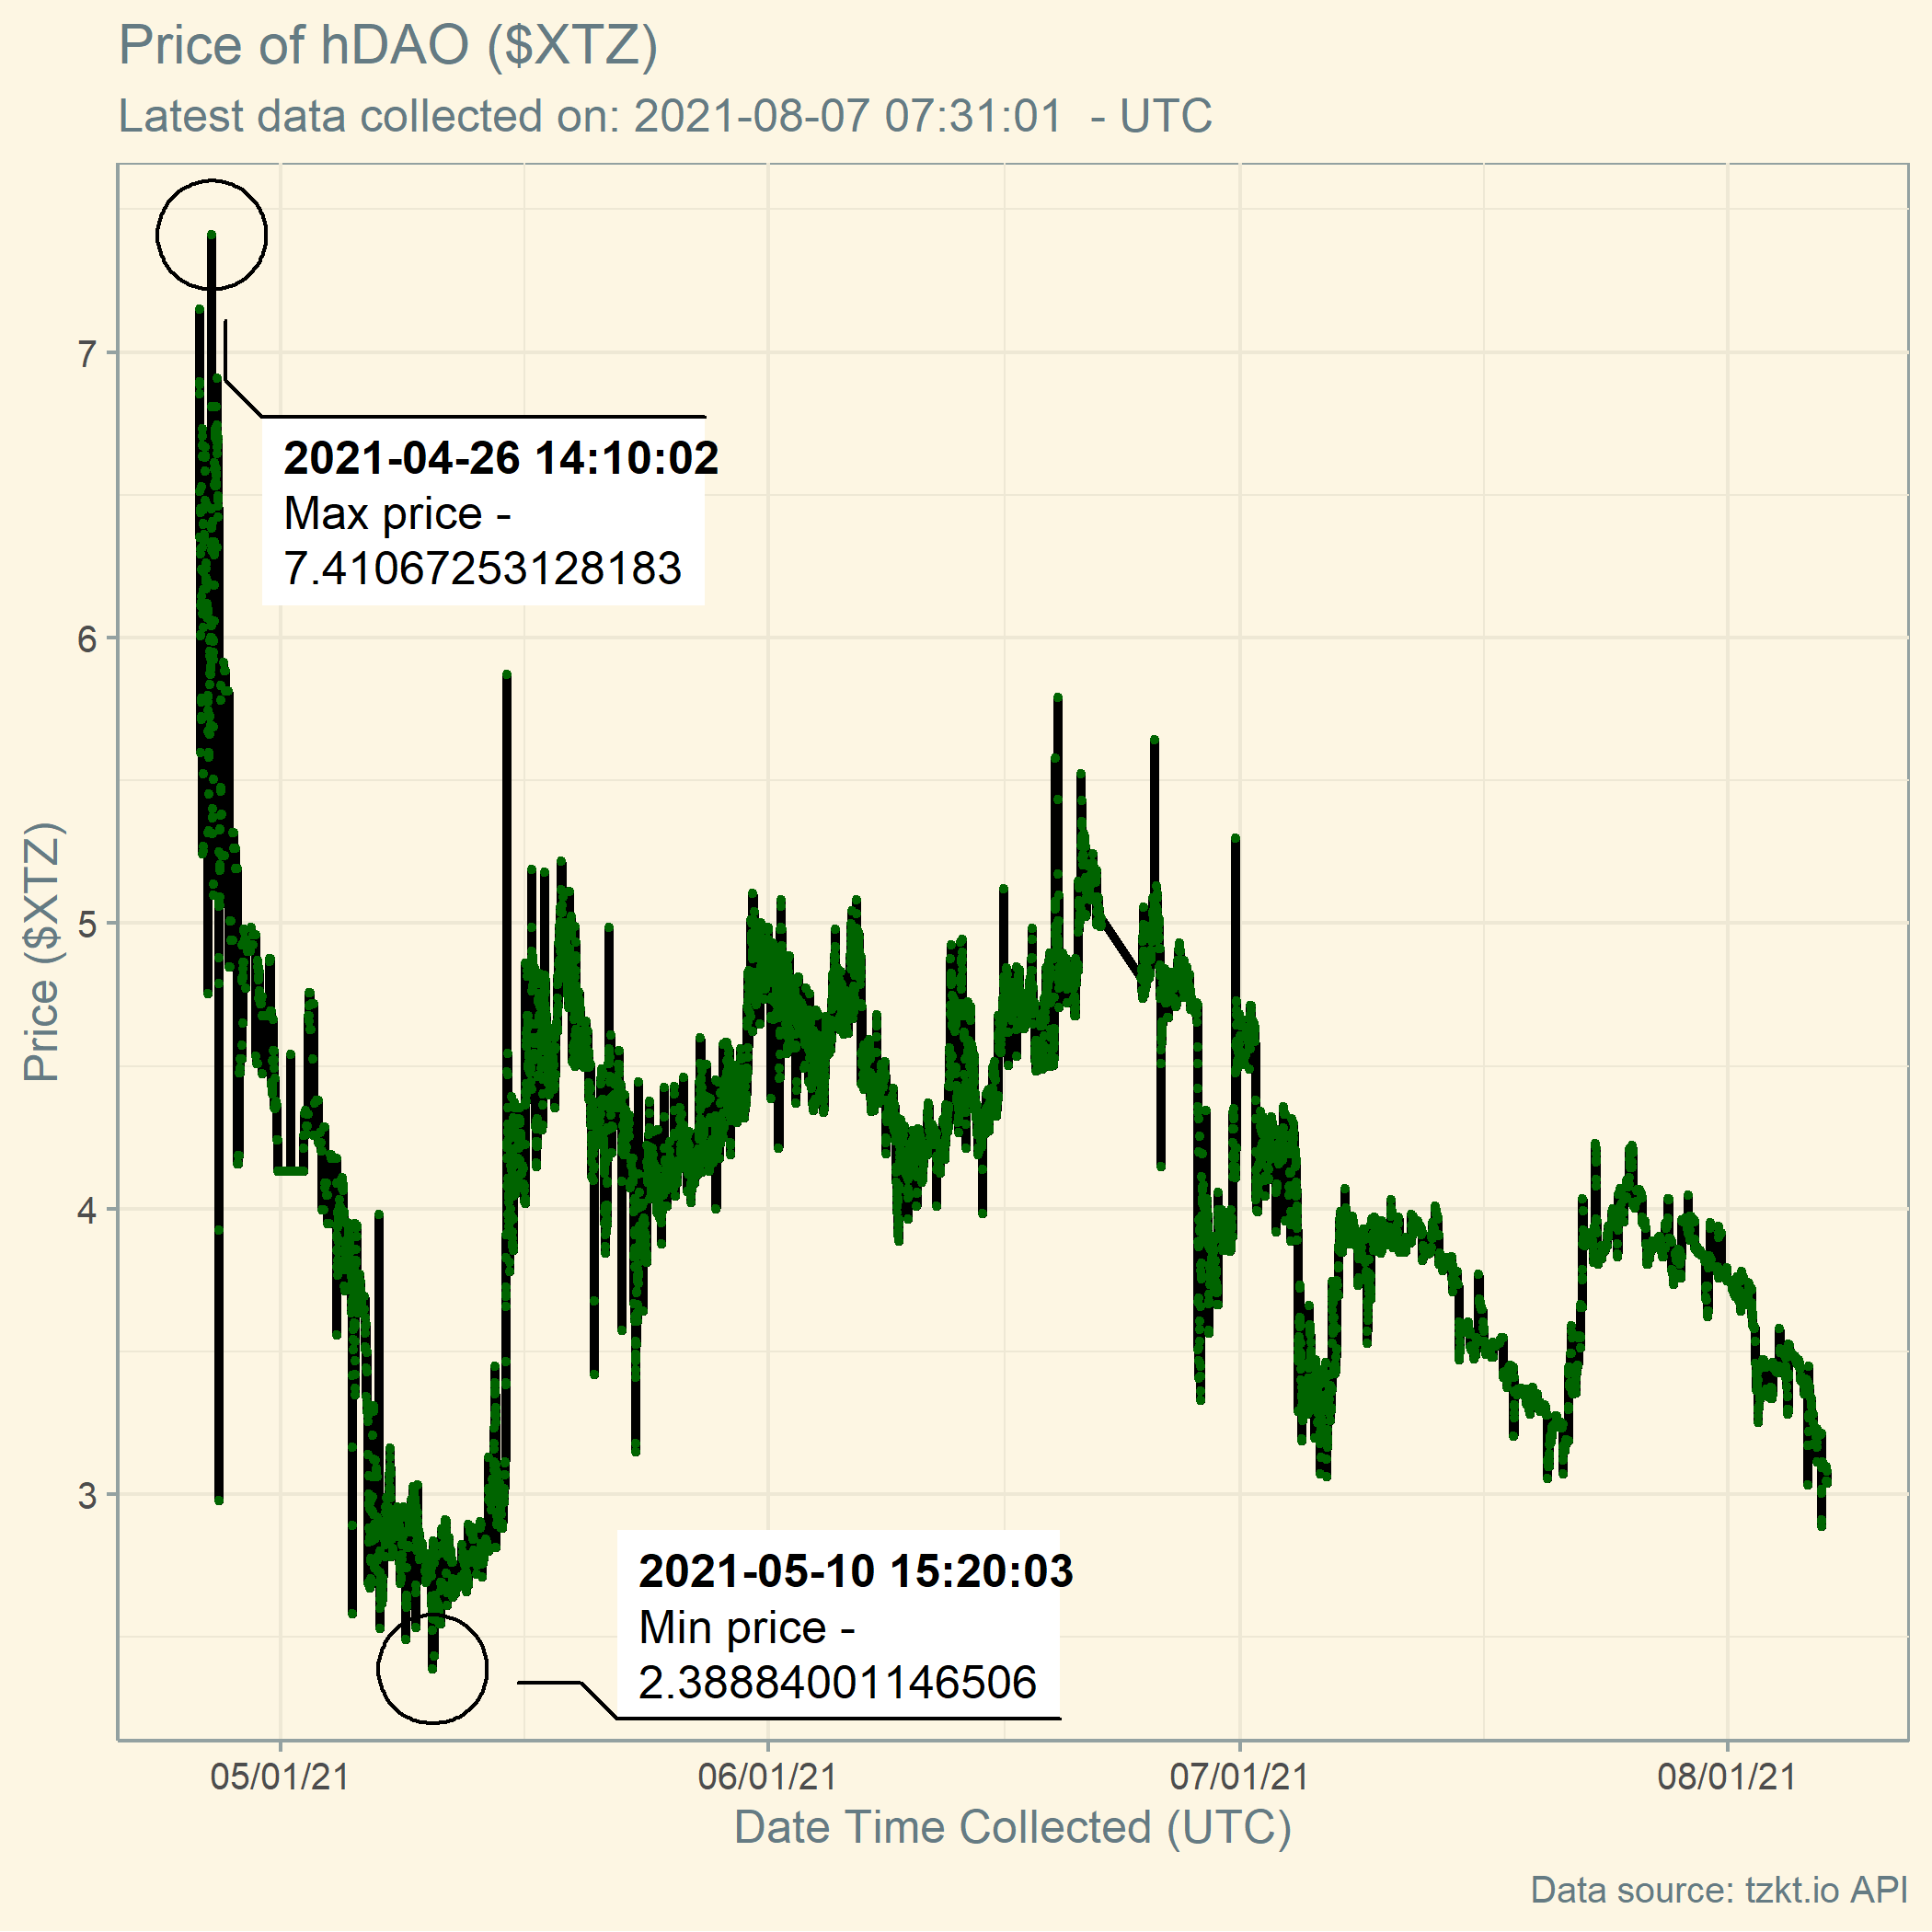 Price of hDAO ($XTZ)
Latest data collected on: 2021-08-07 07:31:01  - UTC
2021-04-26 14:10:02
Max price -
7.41067253128183
7
6
5
4
3
Price ($XTZ)
2021-05-10 15:20:03
Min price -
2.38884001146506
05/01/21
06/01/21
07/01/21
08/01/21
Date Time Collected (UTC)
Data source: tzkt.io API